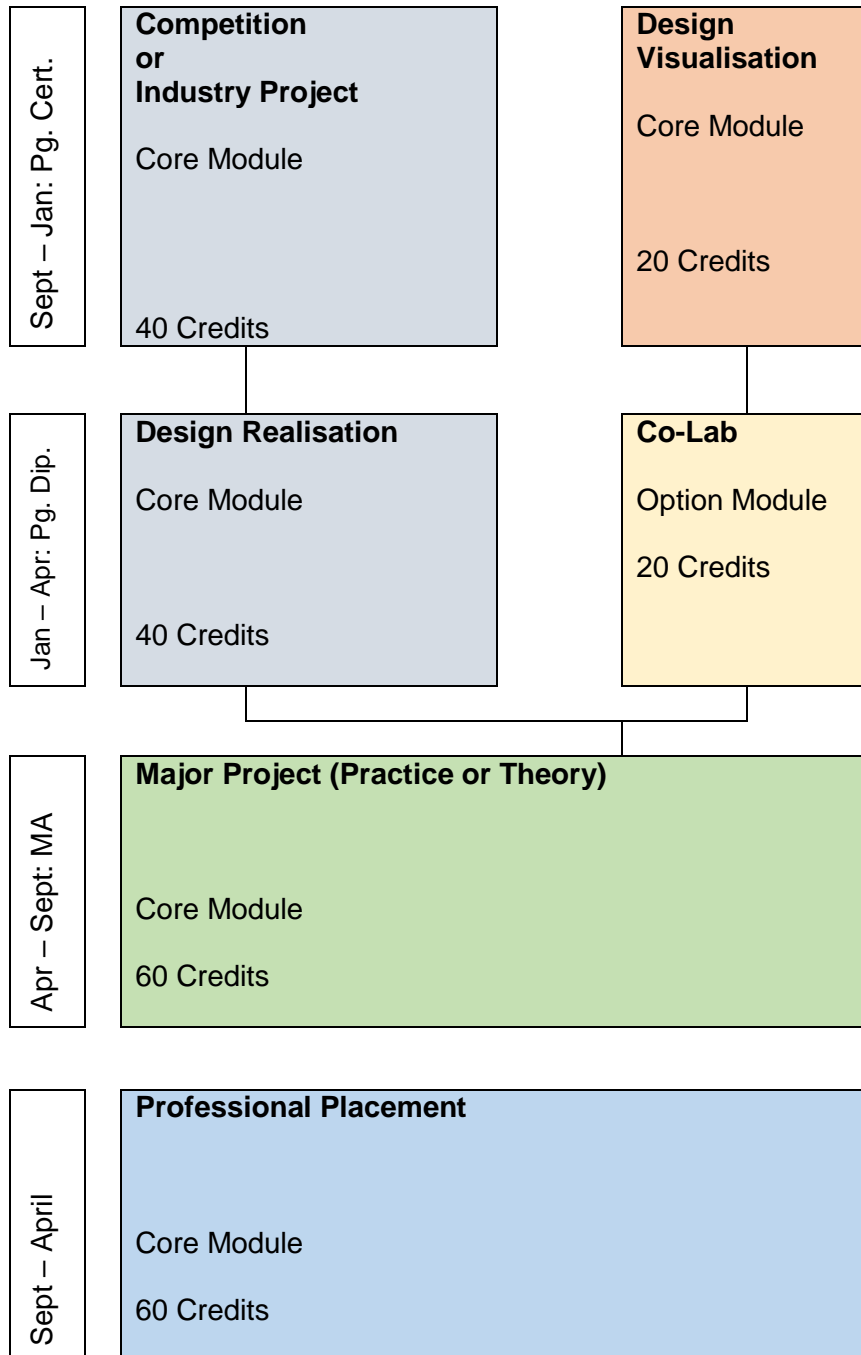 Sept – Jan: Pg. Cert.
Competition
or
Industry Project
Core Module
40 Credits
Design
Visualisation
Core Module
20 Credits
Jan – Apr: Pg. Dip.
Design Realisation
Core Module
40 Credits
Co-Lab
Option Module
20 Credits
Apr – Sept: MA
Major Project (Practice or Theory)
Core Module
60 Credits
Sept – April
Professional Placement
Core Module
60 Credits